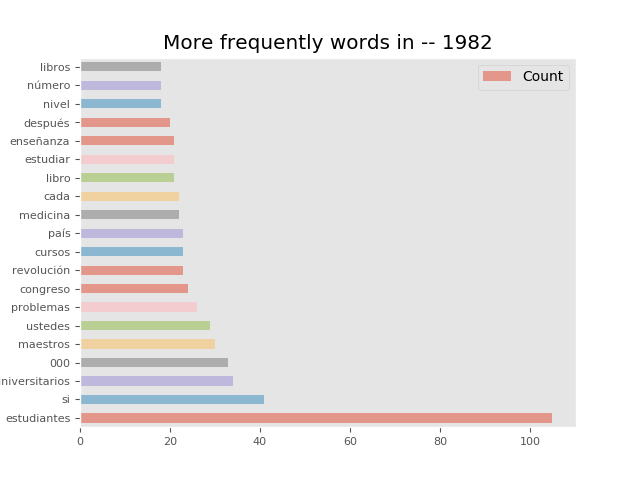 More frequently words in -- 1982
Count
libros
número
nivel
después
enseñanza
estudiar
libro
cada
medicina
país
cursos
revolución
congreso
problemas
ustedes
maestros
000
niversitarios
si
estudiantes
0 20 40 60 80 100